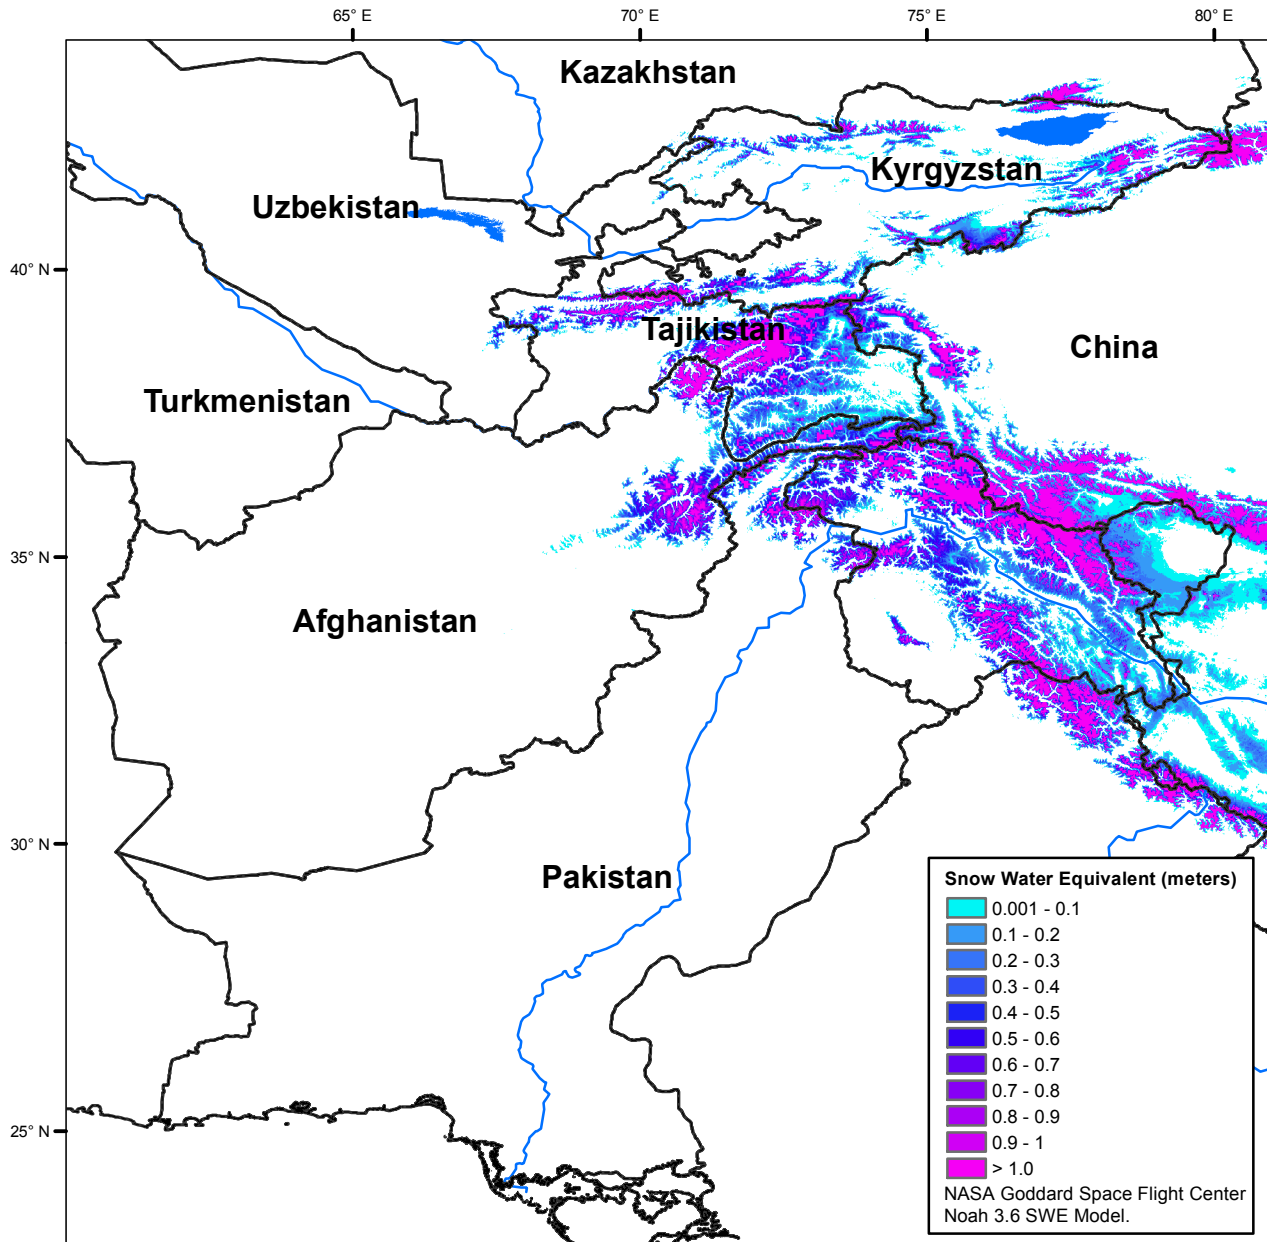 65° E
70° E
75° E
80° E
Kazakhstan
Kyrgyzstan
Uzbekistan
40° N
Tajikistan
China
Turkmenistan
35° N
Afghanistan
30° N
Pakistan
25° N
Snow Water Equivalent (meters)
0.001 - 0.1
0.1 - 0.2
0.2 - 0.3
0.3 - 0.4
0.4 - 0.5
0.5 - 0.6
0.6 - 0.7
0.7 - 0.8
0.8 - 0.9
0.9 - 1
> 1.0
NASA Goddard Space Flight Center
Noah 3.6 SWE Model.